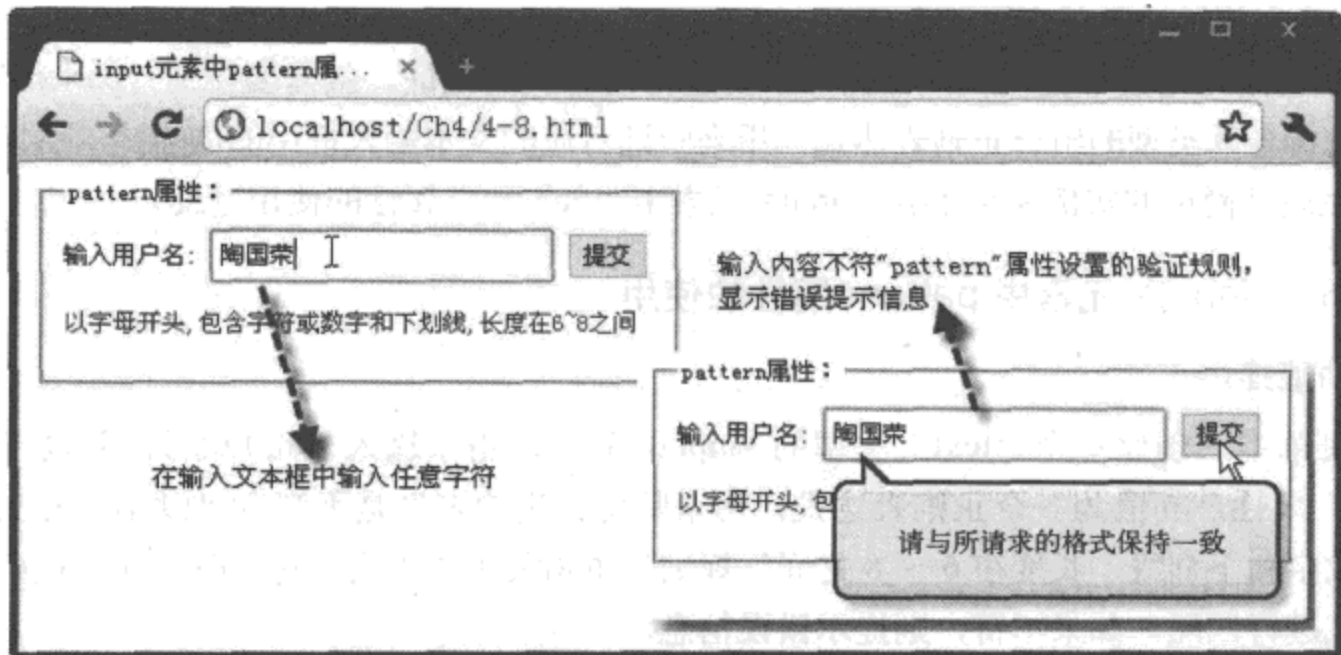 input元素中pattern属...
localhost/Ch4/4-8.html
pattern属性：
输入用户名：陶国荣 提交
以字母开头,包含字符或数字和下划线,长度在6~8之间
在输入文本框中输入任意字符
输入内容不符“pattern”属性设置的验证规则，
显示错误提示信息
pattern属性：
输入用户名：陶国荣 提交
以字母开头,包
请与所请求的格式保持一致